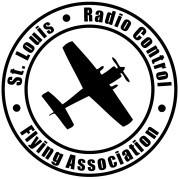 St. Louis • Radio Control
• Flying Association •